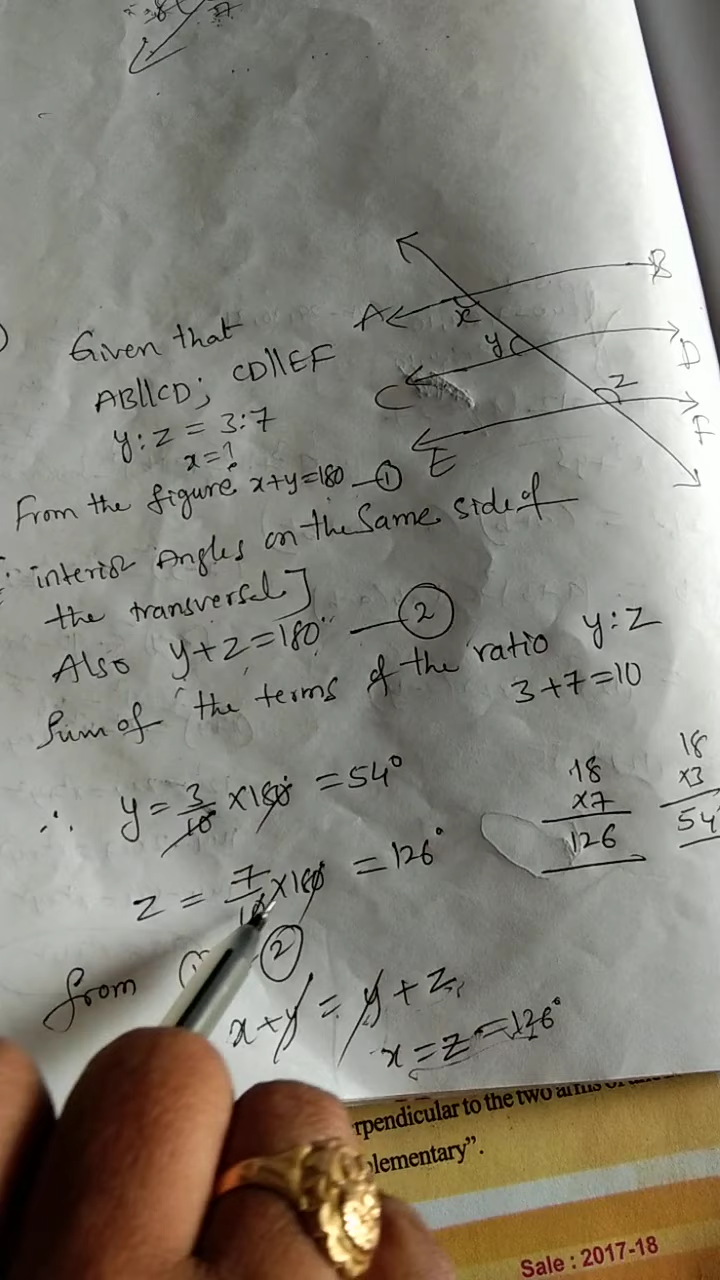 B
A
x
Given that
y
D
AB||CD; CD||EF
C
Z
y:z = 3:7
F
x=?
E
From the figure x+y=180 — ①
interior Angles on the Same side of
the transversal]
Also y+z=180° — ②
Sum of the terms of the ratio y:z
3+7=10
∴ y = 3/10 × 180 = 54°
18
×7
126
18
×3
54
z = 7/10 × 180 = 126°
from ②
x+y = y+z
x = z = 126°
rpendicular to the two arms
lementary".
Sale : 2017-18